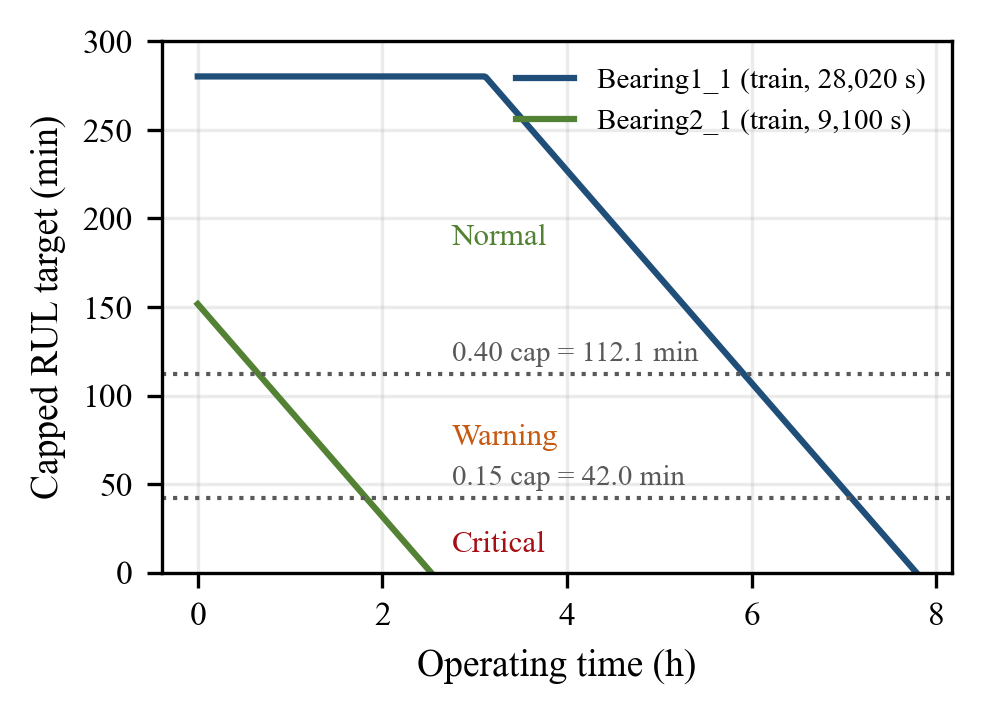 Capped RUL target (min)
300
250
200
150
100
50
0
Bearing1_1 (train, 28,020 s)
Bearing2_1 (train, 9,100 s)
Normal
0.40 cap = 112.1 min
Warning
0.15 cap = 42.0 min
Critical
0 2 4 6 8
Operating time (h)